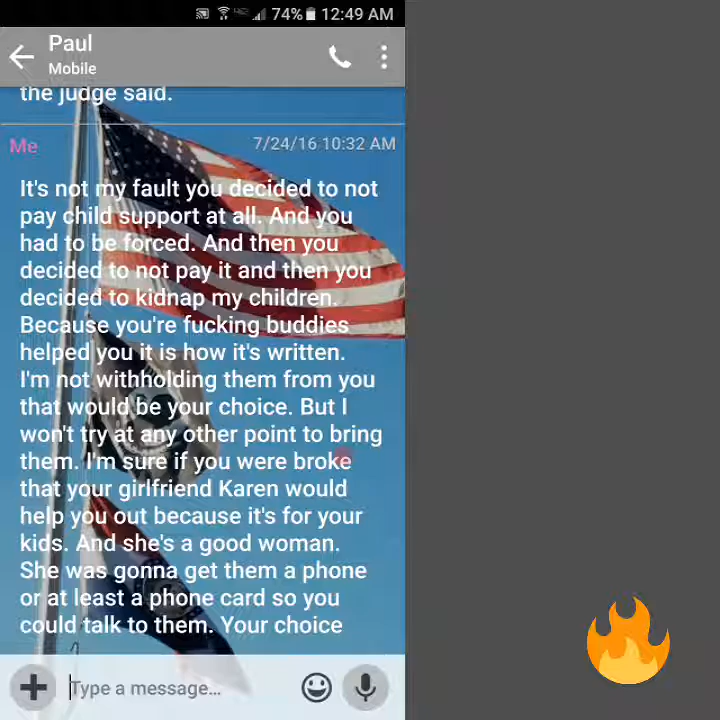 74% 12:49 AM
Paul
Mobile
the judge said.
Me 7/24/16 10:32 AM
It's not my fault you decided to not
pay child support at all. And you
had to be forced. And then you
decided to not pay it and then you
decided to kidnap my children.
Because you're fucking buddies
helped you it is how it's written.
I'm not withholding them from you
that would be your choice. But I
won't try at any other point to bring
them. I'm sure if you were broke
that your girlfriend Karen would
help you out because it's for your
kids. And she's a good woman.
She was gonna get them a phone
or at least a phone card so you
could talk to them. Your choice
Type a message...